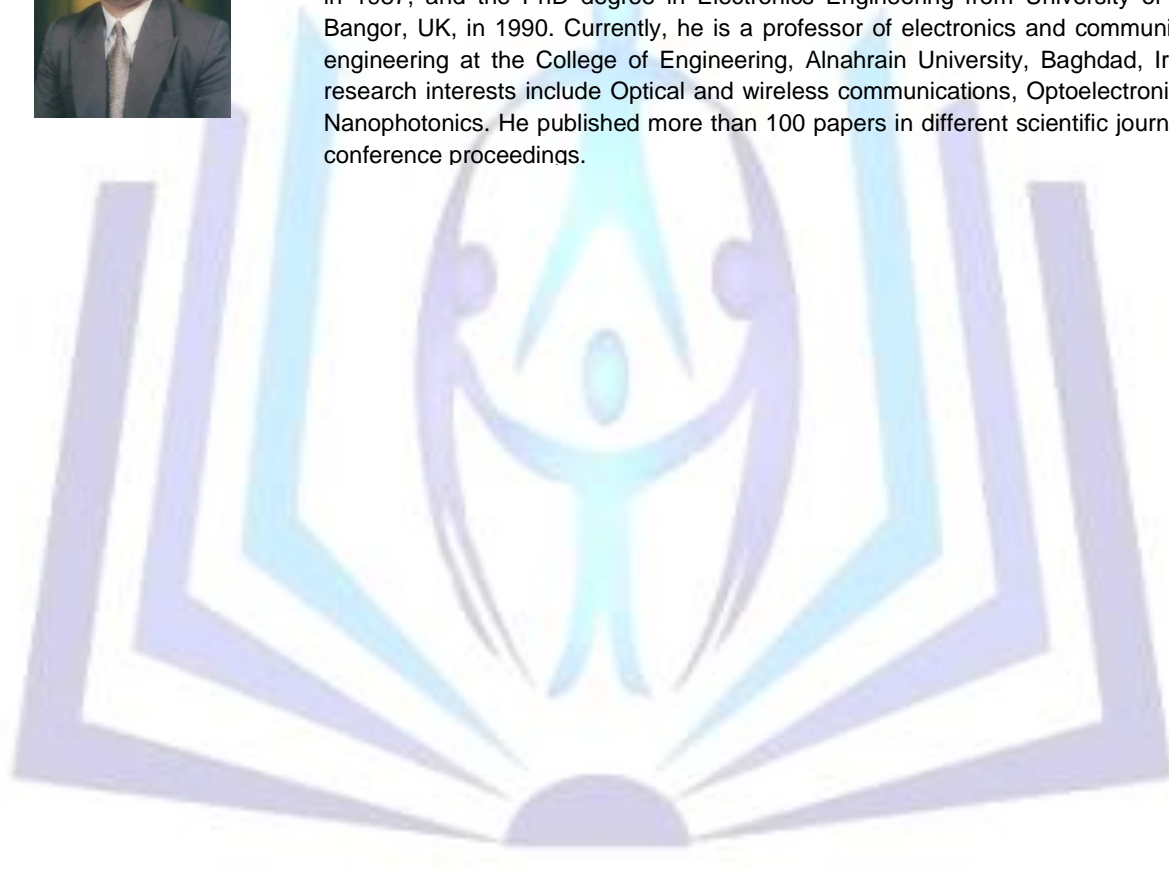 in 1987, and the PhD degree in Electronics Engineering from University of
Bangor, UK, in 1990. Currently, he is a professor of electronics and communi
engineering at the College of Engineering, Alnahrain University, Baghdad, Ir
research interests include Optical and wireless communications, Optoelectroni
Nanophotonics. He published more than 100 papers in different scientific journ
conference proceedings.